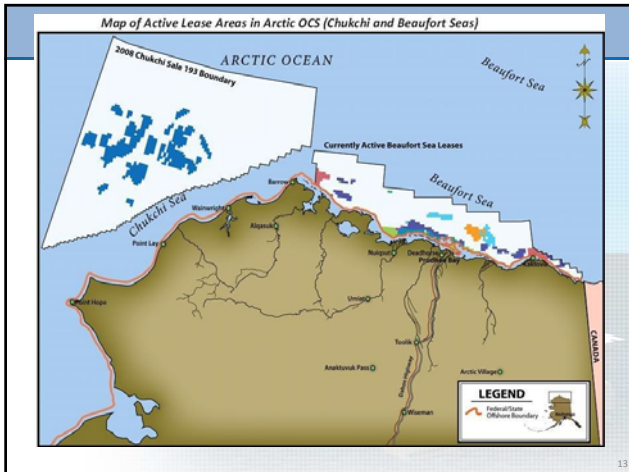 Map of Active Lease Areas in Arctic OCS (Chukchi and Beaufort Seas)
2008 Chukchi Sale 193 Boundary
ARCTIC OCEAN
Beaufort Sea
Currently Active Beaufort Sea Leases
Beaufort Sea
Chukchi Sea
Barrow
Wainwright
Atqasuk
Point Lay
Nuiqsut
Deadhorse
Prudhoe Bay
Kaktovik
Point Hope
Umiat
CANADA
Toolik
Dalton Highway
Anaktuvuk Pass
Arctic Village
Wiseman
LEGEND
Federal/State
Offshore Boundary
13